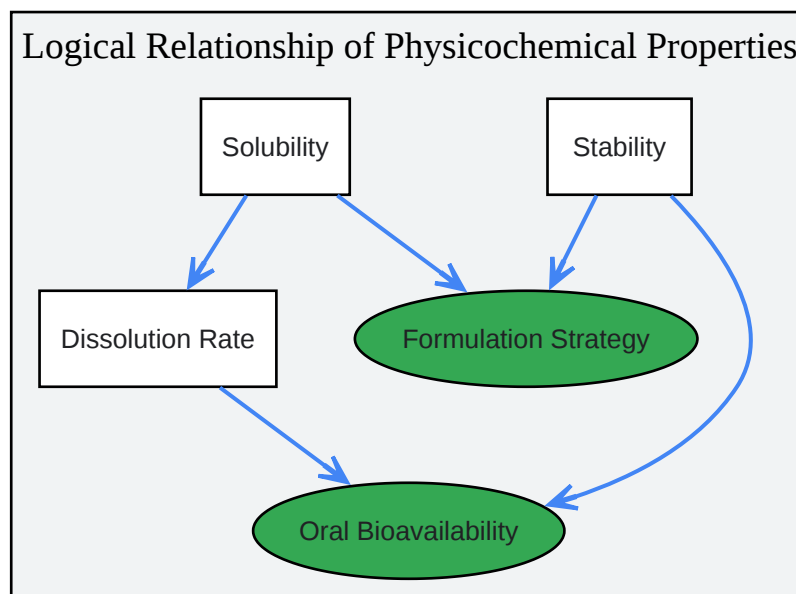 Logical Relationship of Physicochemical Properties
Solubility
Stability
Dissolution Rate
Formulation Strategy
Oral Bioavailability